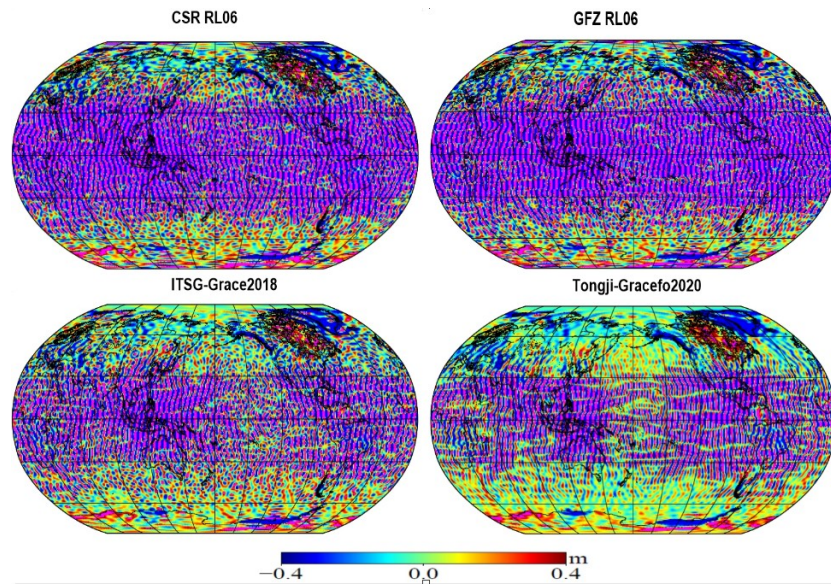 CSR RL06
GFZ RL06
ITSG-Grace2018
Tongji-Gracefo2020
m
−0.4
0.0
0.4